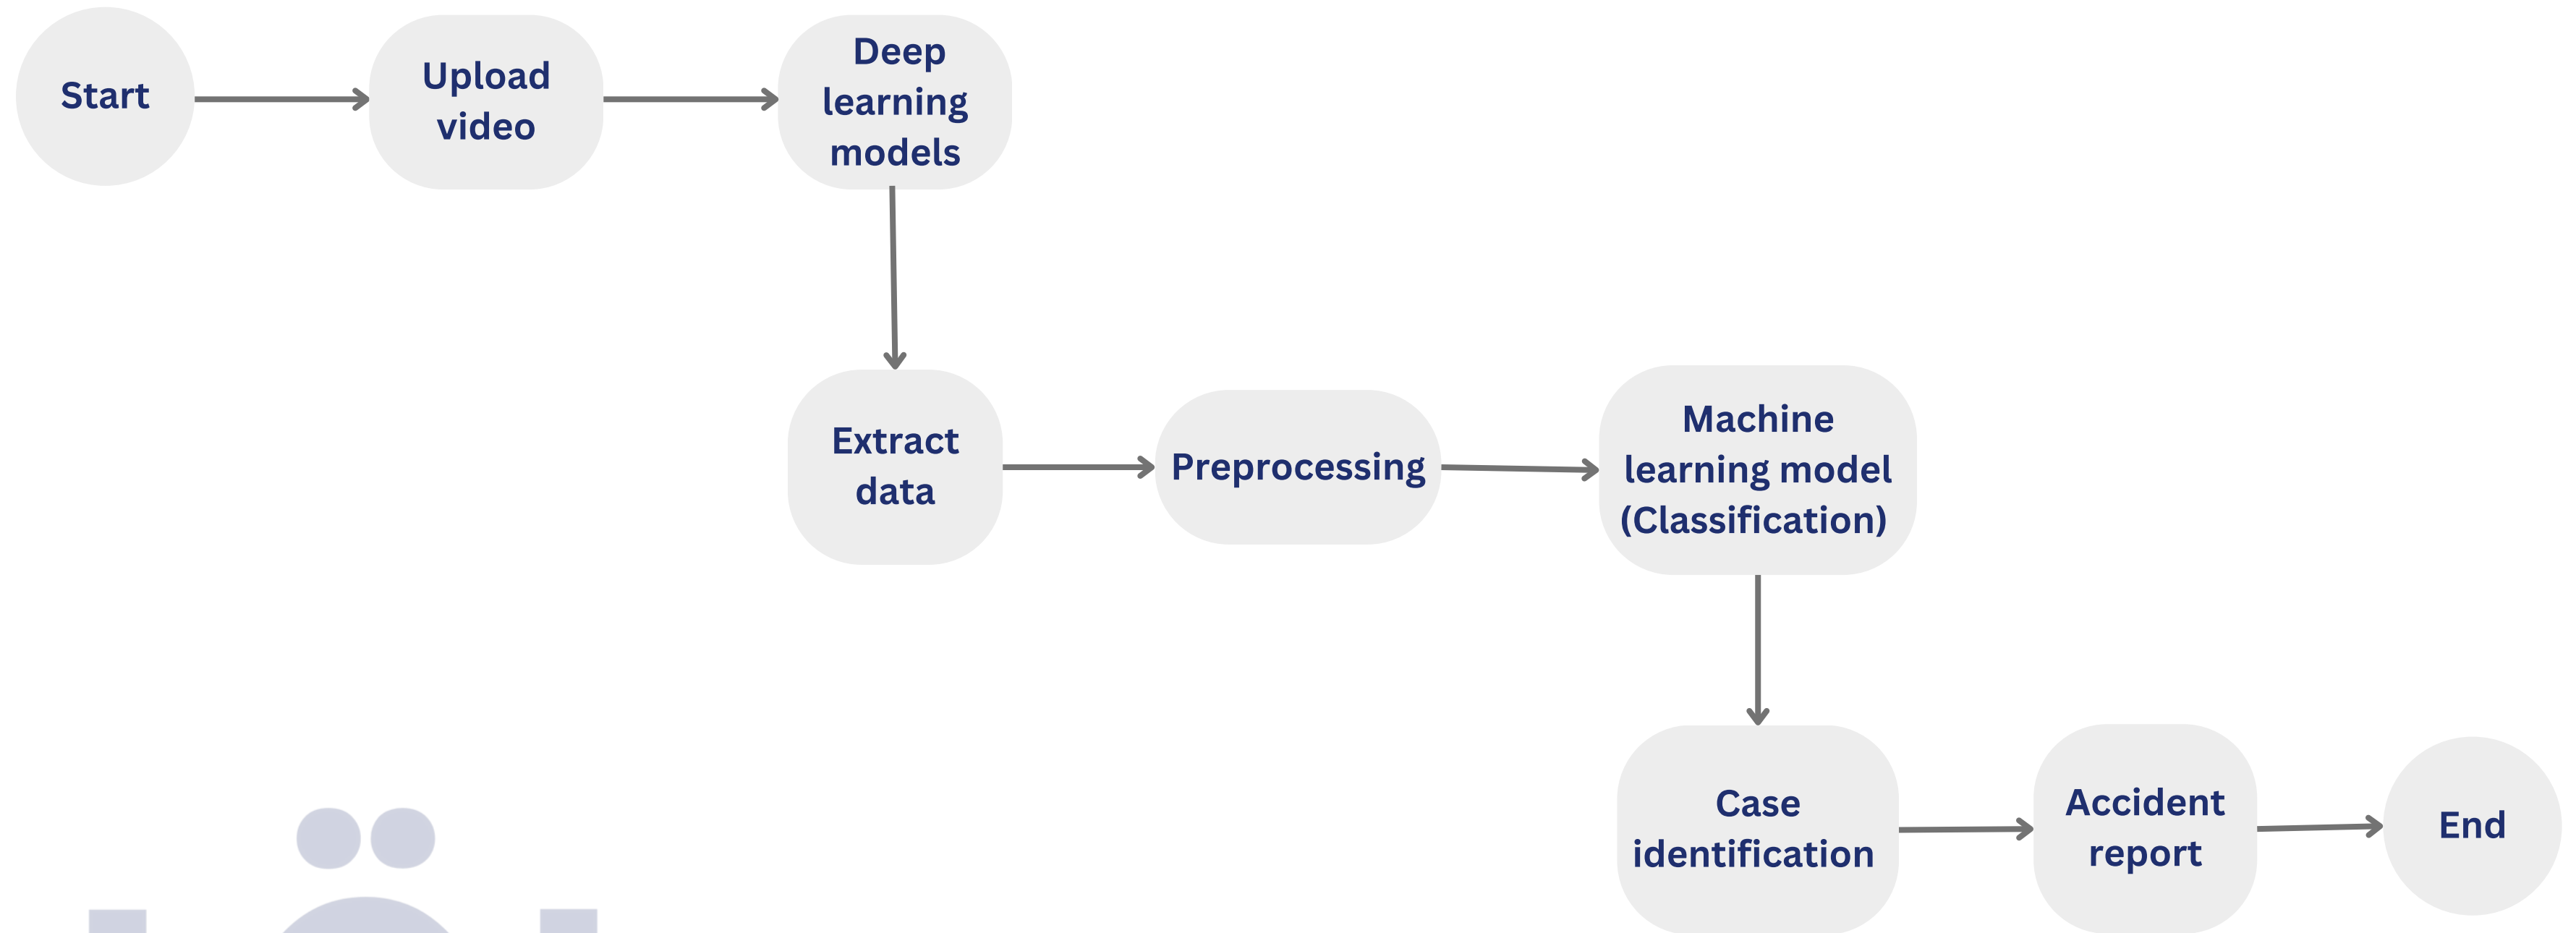 Start
Upload
video
Deep
learning
models
Extract
data
Preprocessing
Machine
learning model
(Classification)
Case
identification
Accident
report
End